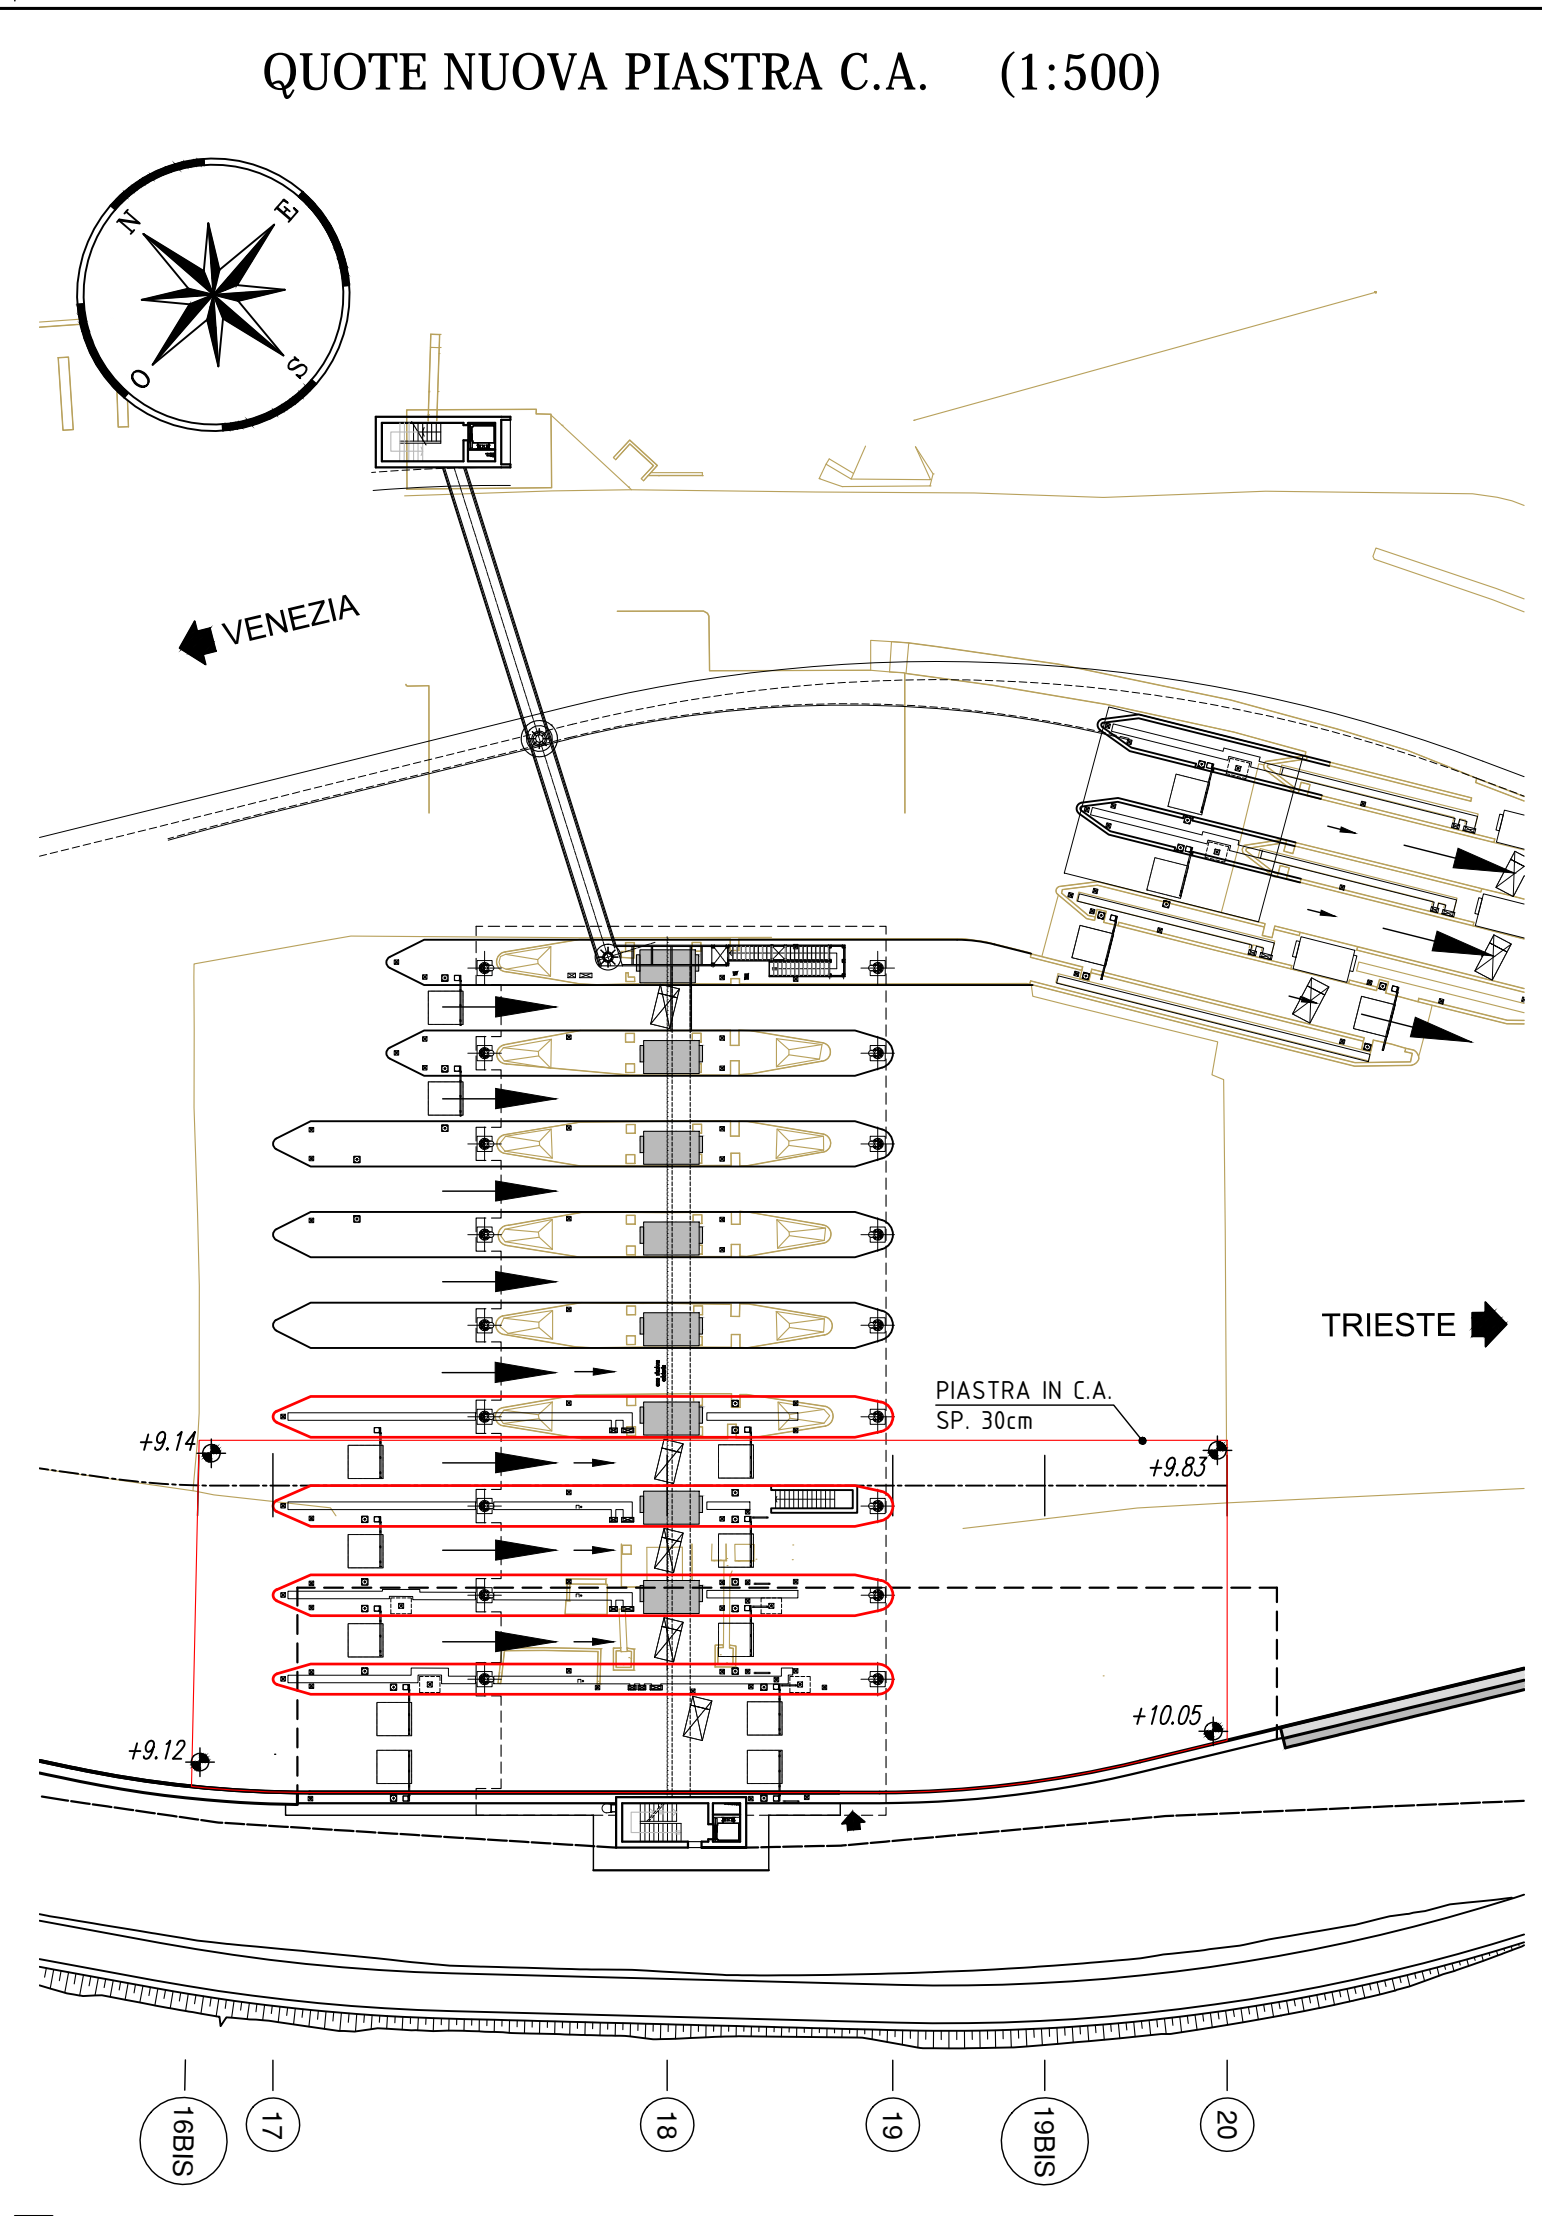 QUOTE NUOVA PIASTRA C.A. (1:500)
N
E
S
O
VENEZIA
TRIESTE
PIASTRA IN C.A.
SP. 30cm
+9.14
+9.83
+10.05
+9.12
16BIS
17
18
19
19BIS
20